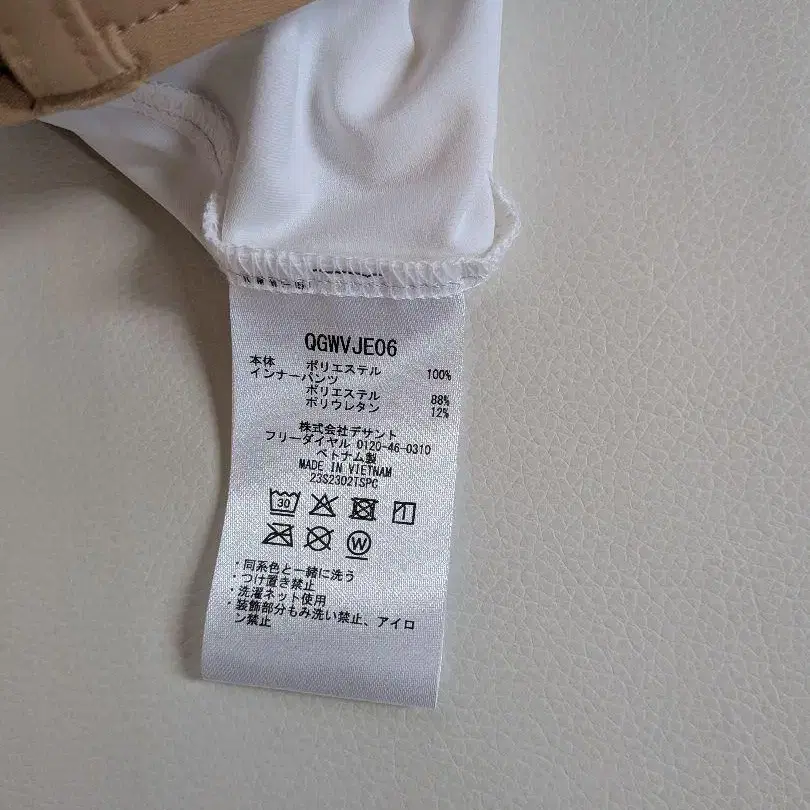 QGWVJE06
本体 ポリエステル 100%
インナーパンツ
ポリエステル 88%
ポリウレタン 12%
株式会社デサント
フリーダイヤル 0120-46-0310
ベトナム製
MADE IN VIETNAM
23S2302TSPC
30
W
・同系色と一緒に洗う
・つけ置き禁止
・洗濯ネット使用
・装飾部分もみ洗い禁止、アイロ
ン禁止